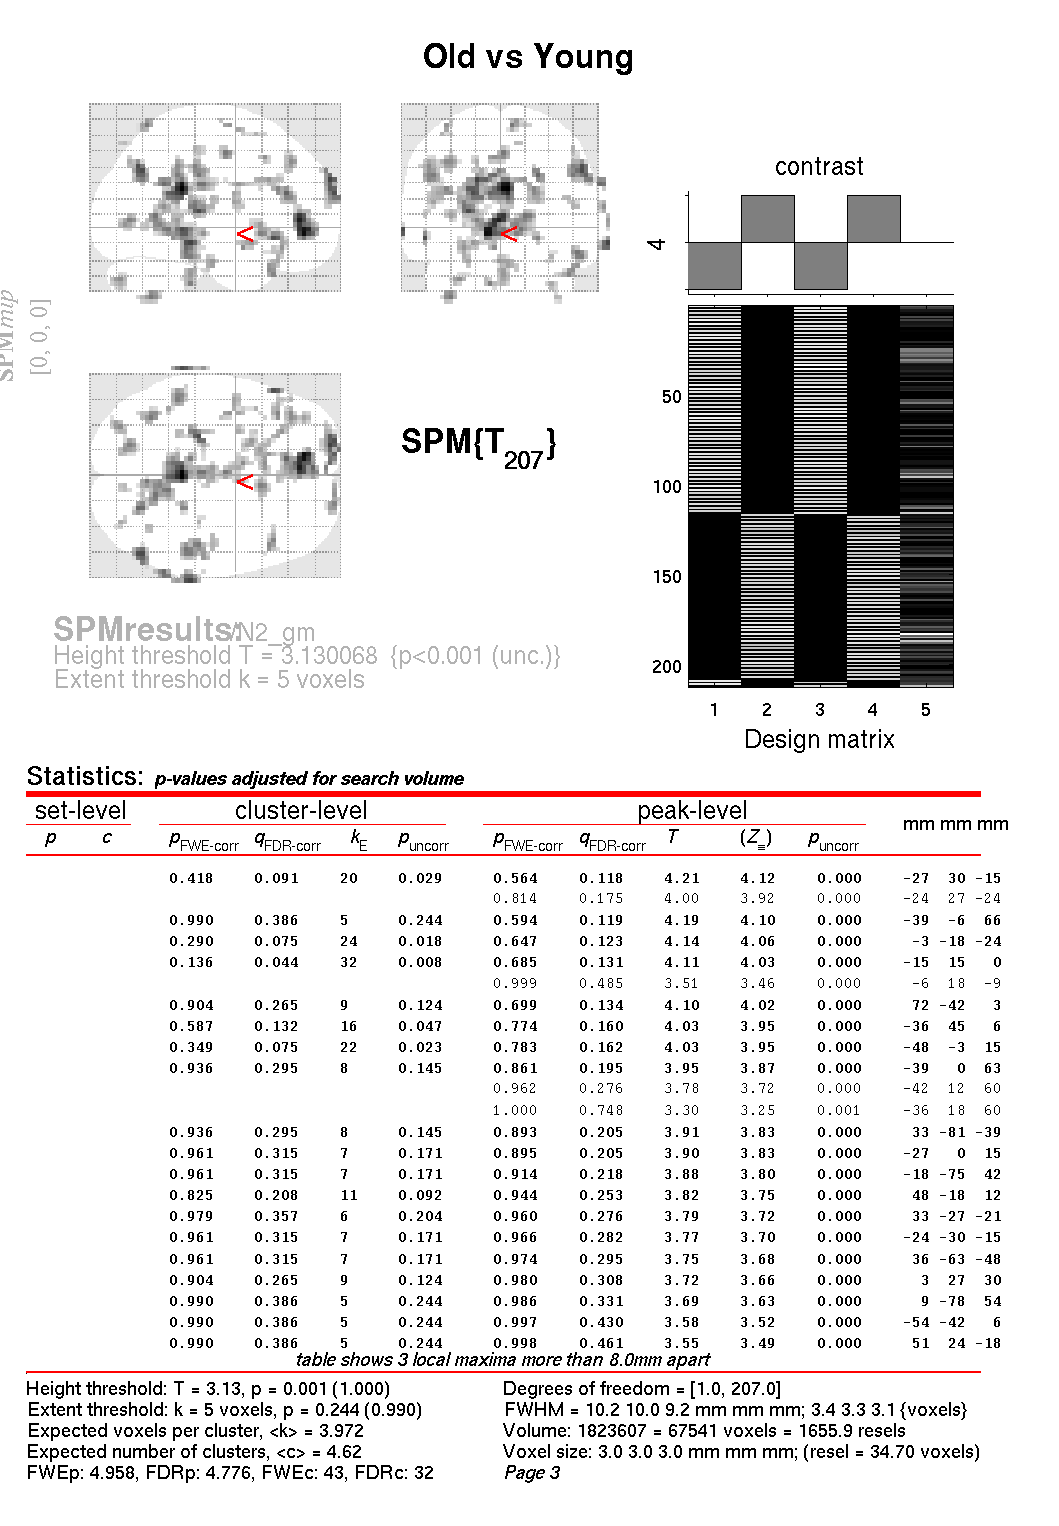 Old vs Young
contrast
4
SPMmip
[0, 0, 0]
<
<
<
SPM{T207}
50
100
150
200
1 2 3 4 5
Design matrix
SPMresults: N2_gm
Height threshold T = 3.130068 {p<0.001 (unc.)}
Extent threshold k = 5 voxels
Statistics: p-values adjusted for search volume
set-level cluster-level peak-level
p c pFWE-corr qFDR-corr kE puncorr pFWE-corr qFDR-corr T (Z≡) puncorr mm mm mm
0.418 0.091 20 0.029 0.564 0.118 4.21 4.12 0.000 -27 30 -15
0.814 0.175 4.00 3.92 0.000 -24 27 -24
0.990 0.386 5 0.244 0.594 0.119 4.19 4.10 0.000 -39 -6 66
0.290 0.075 24 0.018 0.647 0.123 4.14 4.06 0.000 -3 -18 -24
0.136 0.044 32 0.008 0.685 0.131 4.11 4.03 0.000 -15 15 0
0.999 0.485 3.51 3.46 0.000 -6 18 -9
0.904 0.265 9 0.124 0.699 0.134 4.10 4.02 0.000 72 -42 3
0.587 0.132 16 0.047 0.774 0.160 4.03 3.95 0.000 -36 45 6
0.349 0.075 22 0.023 0.783 0.162 4.03 3.95 0.000 -48 -3 15
0.936 0.295 8 0.145 0.861 0.195 3.95 3.87 0.000 -39 0 63
0.962 0.276 3.78 3.72 0.000 -42 12 60
1.000 0.748 3.30 3.25 0.001 -36 18 60
0.936 0.295 8 0.145 0.893 0.205 3.91 3.83 0.000 33 -81 -39
0.961 0.315 7 0.171 0.895 0.205 3.90 3.83 0.000 -27 0 15
0.961 0.315 7 0.171 0.914 0.218 3.88 3.80 0.000 -18 -75 42
0.825 0.208 11 0.092 0.944 0.253 3.82 3.75 0.000 48 -18 12
0.979 0.357 6 0.204 0.960 0.276 3.79 3.72 0.000 33 -27 -21
0.961 0.315 7 0.171 0.966 0.282 3.77 3.70 0.000 -24 -30 -15
0.961 0.315 7 0.171 0.974 0.295 3.75 3.68 0.000 36 -63 -48
0.904 0.265 9 0.124 0.980 0.308 3.72 3.66 0.000 3 27 30
0.990 0.386 5 0.244 0.986 0.331 3.69 3.63 0.000 9 -78 54
0.990 0.386 5 0.244 0.997 0.430 3.58 3.52 0.000 -54 -42 6
0.990 0.386 5 0.244 0.998 0.461 3.55 3.49 0.000 51 24 -18
table shows 3 local maxima more than 8.0mm apart
Height threshold: T = 3.13, p = 0.001 (1.000)
Extent threshold: k = 5 voxels, p = 0.244 (0.990)
Expected voxels per cluster, <k> = 3.972
Expected number of clusters, <c> = 4.62
FWEp: 4.958, FDRp: 4.776, FWEc: 43, FDRc: 32
Degrees of freedom = [1.0, 207.0]
FWHM = 10.2 10.0 9.2 mm mm mm; 3.4 3.3 3.1 {voxels}
Volume: 1823607 = 67541 voxels = 1655.9 resels
Voxel size: 3.0 3.0 3.0 mm mm mm; (resel = 34.70 voxels)
Page 3